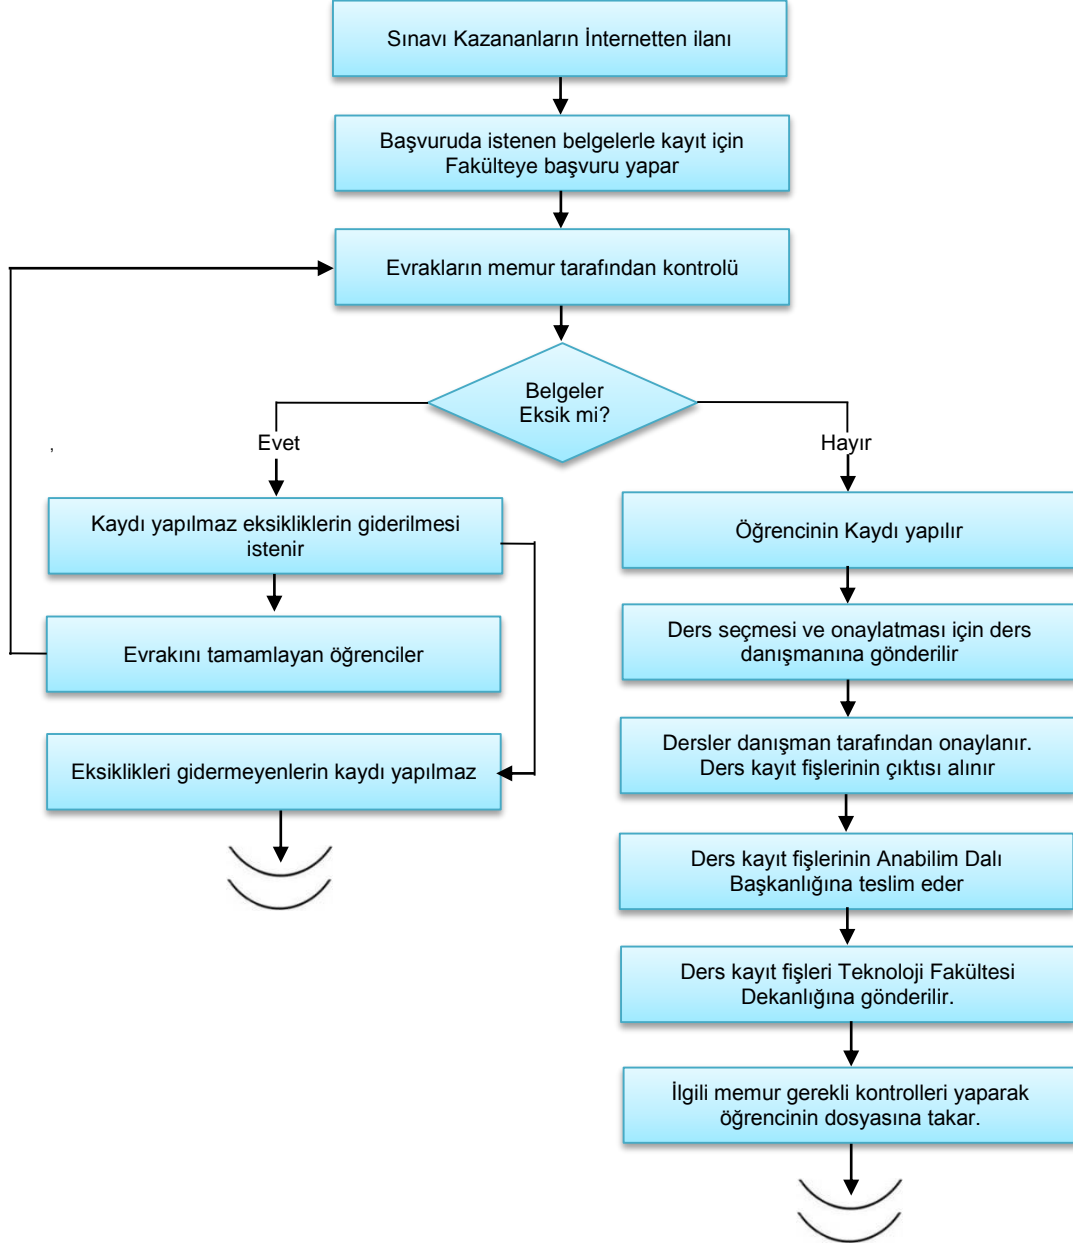 Sınavı Kazananların İnternetten ilanı
Başvuruda istenen belgelerle kayıt için
Fakülteye başvuru yapar
Evrakların memur tarafından kontrolü
Belgeler
Eksik mi?
,
Evet
Hayır
Kaydı yapılmaz eksikliklerin giderilmesi
istenir
Evrakını tamamlayan öğrenciler
Eksiklikleri gidermeyenlerin kaydı yapılmaz
Öğrencinin Kaydı yapılır
Ders seçmesi ve onaylatması için ders
danışmanına gönderilir
Dersler danışman tarafından onaylanır.
Ders kayıt fişlerinin çıktısı alınır
Ders kayıt fişlerinin Anabilim Dalı
Başkanlığına teslim eder
Ders kayıt fişleri Teknoloji Fakültesi
Dekanlığına gönderilir.
İlgili memur gerekli kontrolleri yaparak
öğrencinin dosyasına takar.